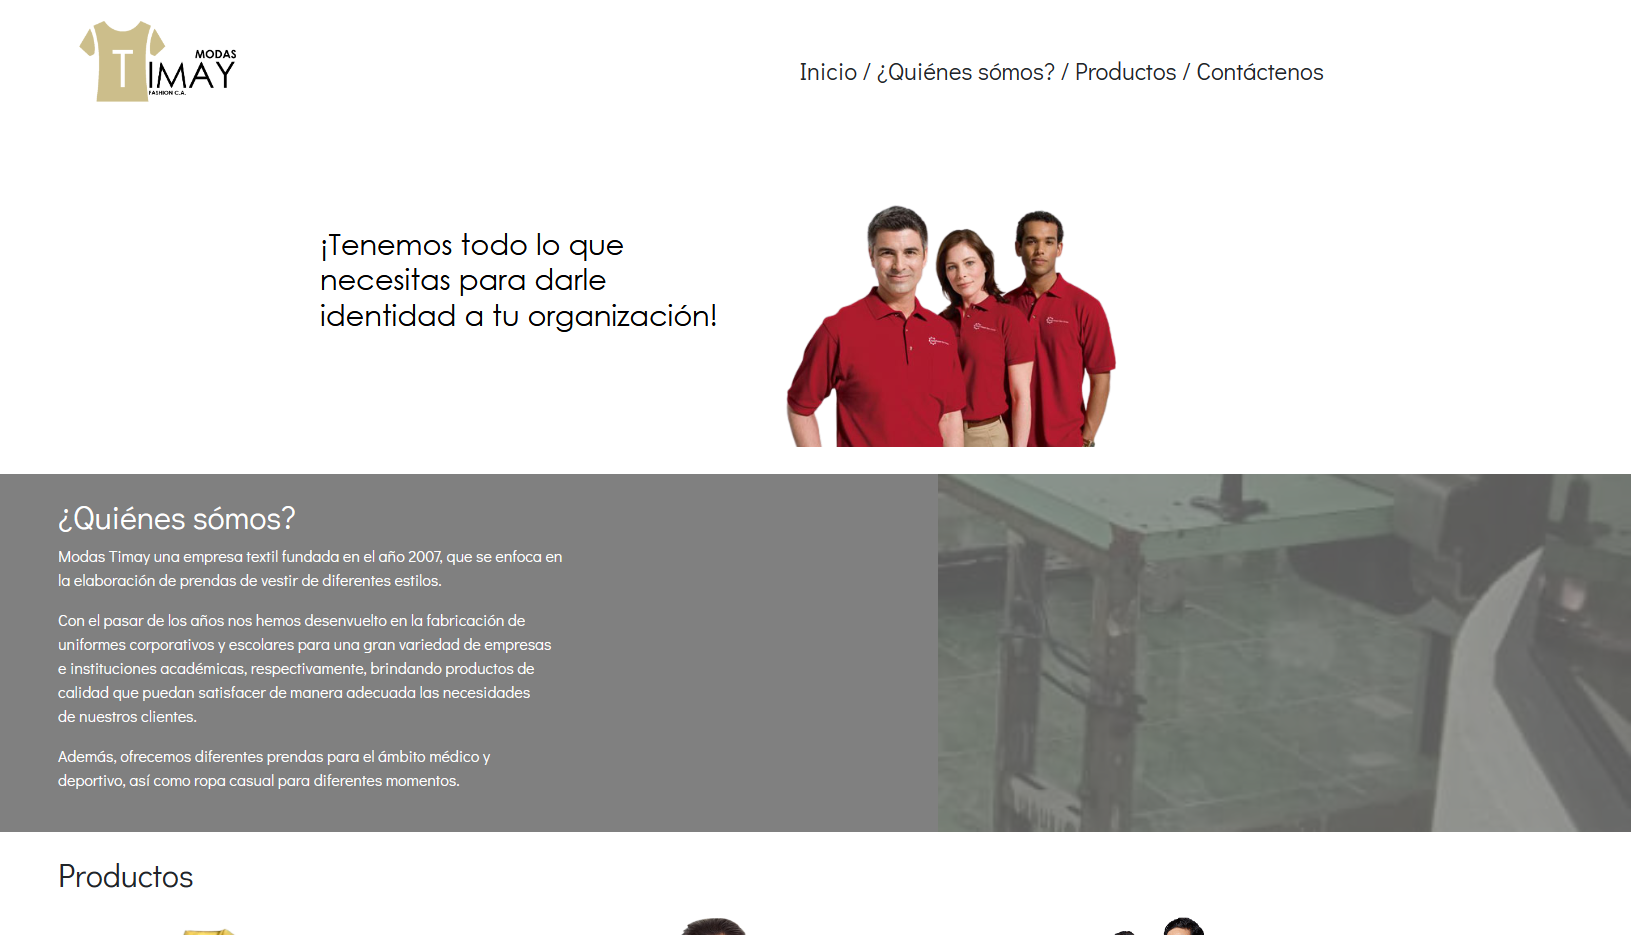 MODAS
TIMAY
FASHION C.A.
Inicio / ¿Quiénes sómos? / Productos / Contáctenos
¡Tenemos todo lo que
necesitas para darle
identidad a tu organización!
¿Quiénes sómos?
Modas Timay una empresa textil fundada en el año 2007, que se enfoca en
la elaboración de prendas de vestir de diferentes estilos.
Con el pasar de los años nos hemos desenvuelto en la fabricación de
uniformes corporativos y escolares para una gran variedad de empresas
e instituciones académicas, respectivamente, brindando productos de
calidad que puedan satisfacer de manera adecuada las necesidades
de nuestros clientes.
Además, ofrecemos diferentes prendas para el ámbito médico y
deportivo, así como ropa casual para diferentes momentos.
Productos